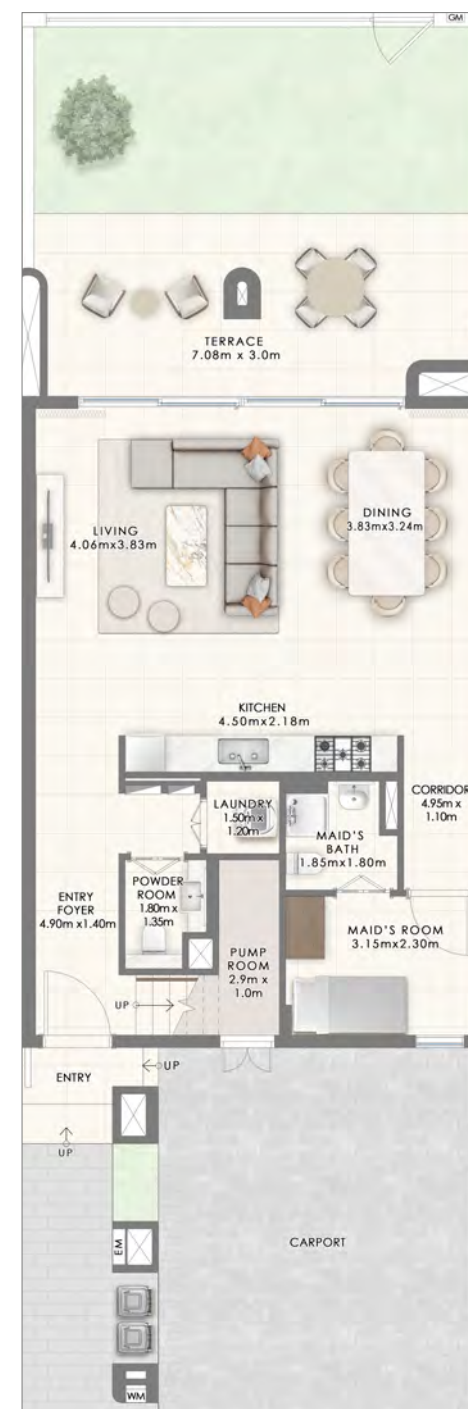 GM
TERRACE
7.08m x 3.0m
LIVING
4.06mx3.83m
DINING
3.83mx3.24m
KITCHEN
4.50mx2.18m
LAUNDRY
1.50m x
1.20m
CORRIDOR
4.95m x
1.10m
MAID'S
BATH
1.85mx1.80m
POWDER
ROOM
1.80m x
1.35m
ENTRY
FOYER
4.90m x1.40m
MAID'S ROOM
3.15mx2.30m
PUMP
ROOM
2.9m x
1.0m
UP
UP
ENTRY
UP
CARPORT
EM
WM